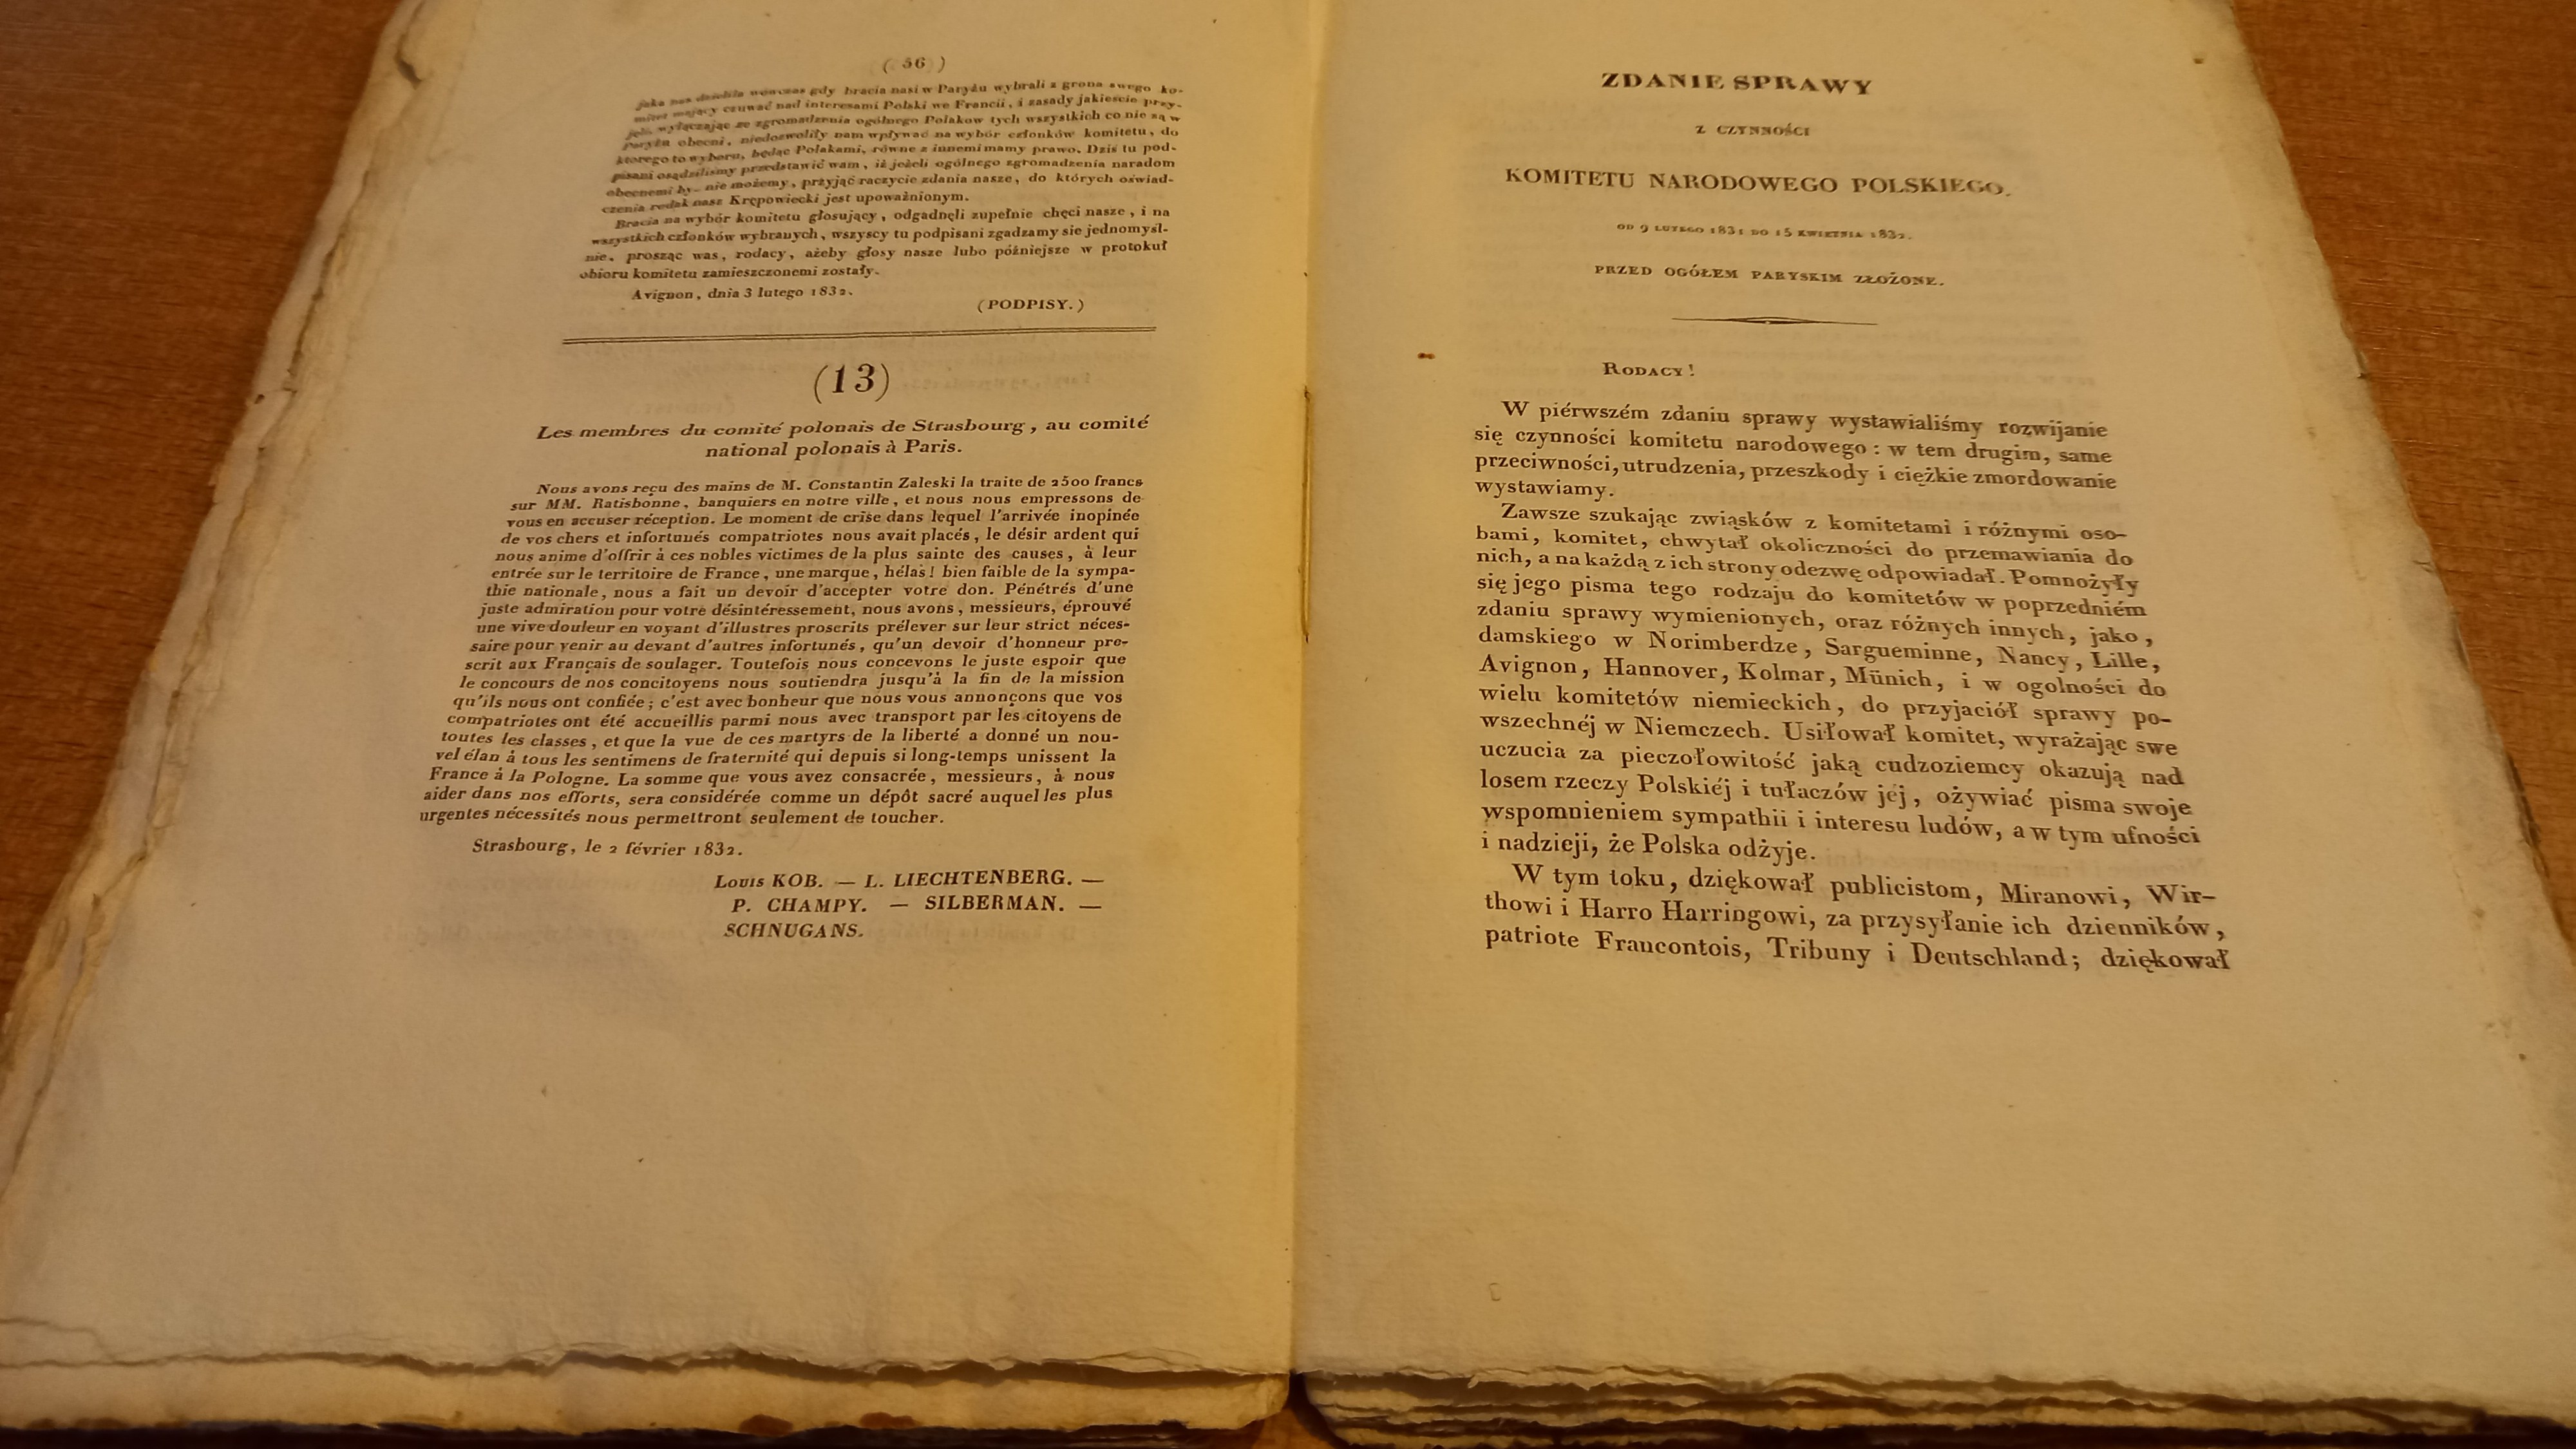 ( 56 )
jaka nas dzieliła wówczas gdy bracia nasi w Paryżu wybrali z grona swego ko-
mitet mający czuwać nad interesami Polski we Francii, i zasady jakieście przy-
jęli, wyłączając ze zgromadzenia ogólnego Polakow tych wszystkich co nie są w
Paryżu obecni, niedozwoliły nam wpływać na wybór członków komitetu, do
ktorego to wyboru, będąc Polakami, równe z innemi mamy prawo. Dziś tu pod-
pisani osądziliśmy przedstawić wam, iż jeżeli ogólnego zgromadzenia naradom
obecnemi by- nie możemy, przyjąć raczycie zdania nasze, do których oświad-
czenia rodak nasz Krępowiecki jest upoważnionym.
Bracia na wybór komitetu głosujący, odgadnęli zupełnie chęci nasze, i na
wszystkich członków wybranych, wszyscy tu podpisani zgadzamy sie jednomyśl-
nie, prosząc was, rodacy, ażeby głosy nasze lubo późniejsze w protokuł
obioru komitetu zamieszczonemi zostały.
Avignon, dnia 3 lutego 1832.
(PODPISY.)
(13)
Les membres du comité polonais de Strasbourg, au comité
national polonais à Paris.
Nous avons reçu des mains de M. Constantin Zaleski la traite de 2500 francs
sur MM. Ratisbonne, banquiers en notre ville, et nous nous empressons de
vous en accuser réception. Le moment de crise dans lequel l'arrivée inopinée
de vos chers et infortunés compatriotes nous avait placés, le désir ardent qui
nous anime d'offrir à ces nobles victimes de la plus sainte des causes, à leur
entrée sur le territoire de France, une marque, hélas! bien faible de la sympa-
thie nationale, nous a fait un devoir d'accepter votre don. Pénétrés d'une
juste admiration pour votre désintéressement, nous avons, messieurs, éprouvé
une vive douleur en voyant d'illustres proscrits prélever sur leur strict néces-
saire pour venir au devant d'autres infortunés, qu'un devoir d'honneur pre-
scrit aux Français de soulager. Toutefois nous concevons le juste espoir que
le concours de nos concitoyens nous soutiendra jusqu'à la fin de la mission
qu'ils nous ont confiée; c'est avec bonheur que nous vous annonçons que vos
compatriotes ont été accueillis parmi nous avec transport par les citoyens de
toutes les classes, et que la vue de ces martyrs de la liberté a donné un nou-
vel élan à tous les sentimens de fraternité qui depuis si long-temps unissent la
France à la Pologne. La somme que vous avez consacrée, messieurs, à nous
aider dans nos efforts, sera considérée comme un dépôt sacré auquel les plus
urgentes nécessités nous permettront seulement de toucher.
Strasbourg, le 2 février 1832.
Louis KOB. — L. LIECHTENBERG. —
P. CHAMPY. — SILBERMAN. —
SCHNUGANS.
ZDANIE SPRAWY
Z CZYNNOŚCI
KOMITETU NARODOWEGO POLSKIEGO.
OD 9 LUTEGO 1831 DO 15 KWIETNIA 1832.
PRZED OGÓŁEM PARYSKIM ZŁOŻONE.
RODACY!
W piérwszém zdaniu sprawy wystawialiśmy rozwijanie
się czynności komitetu narodowego: w tem drugim, same
przeciwności, utrudzenia, przeszkody i ciężkie zmordowanie
wystawiamy.
Zawsze szukając zwiąsków z komitetami i różnymi oso-
bami, komitet, chwytał okoliczności do przemawiania do
nich, a na każdą z ich strony odezwę odpowiadał. Pomnożyły
się jego pisma tego rodzaju do komitetów w poprzedniém
zdaniu sprawy wymienionych, oraz różnych innych, jako,
damskiego w Norimberdze, Sargueminne, Nancy, Lille,
Avignon, Hannover, Kolmar, Münich, i w ogolności do
wielu komitetów niemieckich, do przyjaciół sprawy po-
wszechnéj w Niemczech. Usiłował komitet, wyrażając swe
uczucia za pieczołowitość jaką cudzoziemcy okazują nad
losem rzeczy Polskiéj i tułaczów jéj, ożywiać pisma swoje
wspomnieniem sympathii i interesu ludów, a w tym ufności
i nadzieji, że Polska odżyje.
W tym toku, dziękował publicistom, Miranowi, Wir-
thowi i Harro Harringowi, za przysyłanie ich dzienników,
patriote Fraucontois, Tribuny i Deutschland; dziękował